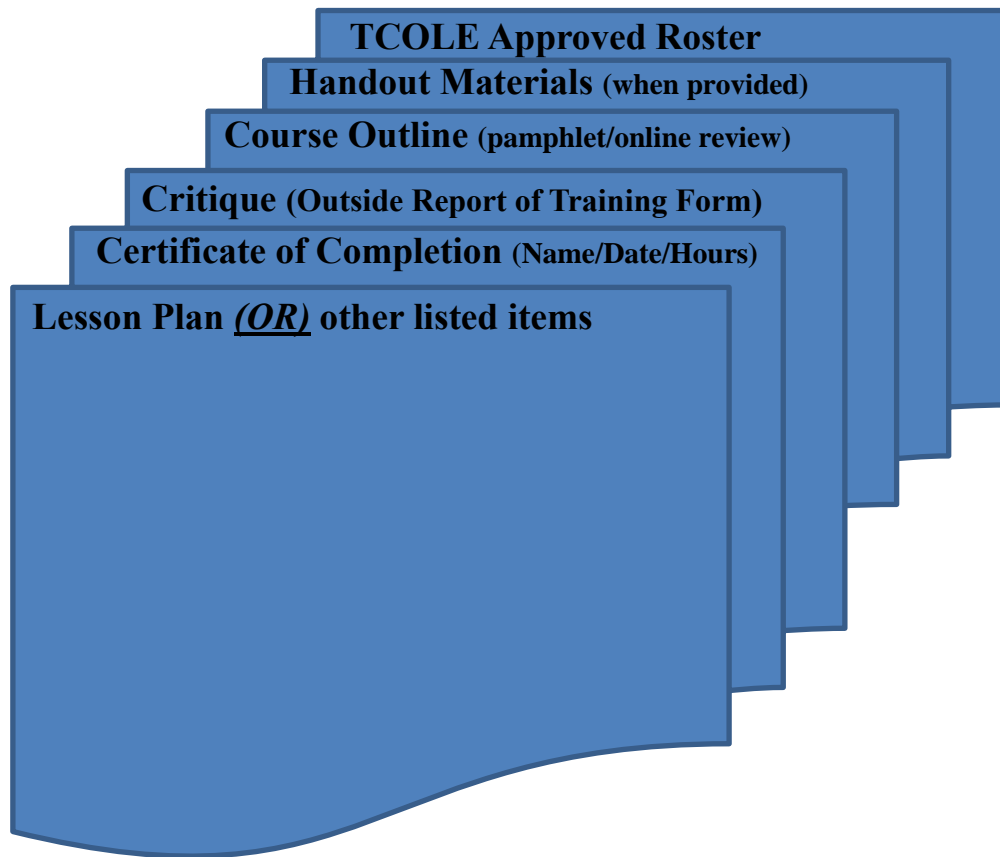 TCOLE Approved Roster
Handout Materials (when provided)
Course Outline (pamphlet/online review)
Critique (Outside Report of Training Form)
Certificate of Completion (Name/Date/Hours)
Lesson Plan (OR) other listed items